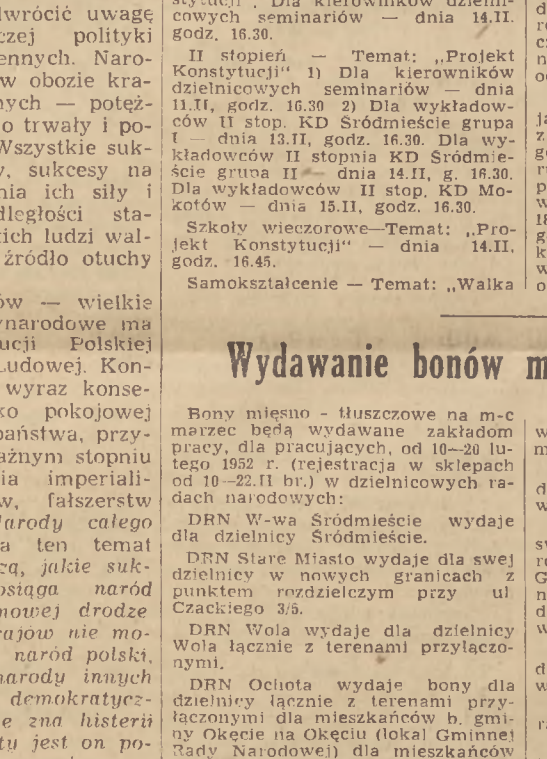 wrócić uwagę
czej polityki
ennych. Naro-
w obozie kra-
nych — potęż-
o trwały i po-
Wszystkie suk-
y, sukcesy na
nia ich siły i
dległości sta-
kich ludzi wal-
źródło otuchy
ów — wielkie
ynarodowe ma
ucji Polskiej
Ludowej. Kon-
wyraz konse-
ko pokojowej
państwa, przy-
ażnym stopniu
ia imperiali-
w, fałszerstw
arody całego
a ten temat
zą, jakie suk-
osiąga naród
nowej drodze
rajów nie mo-
naród polski,
narody innych
demokratycz-
e zna histerii
tu jest on po-
stytucji". Dla kierowników dzielni-
cowych seminariów — dnia 14.II.
godz. 16.30.
II stopień — Temat: „Projekt
Konstytucji" 1) Dla kierowników
dzielnicowych seminariów — dnia
11.II, godz. 16.30 2) Dla wykładow-
ców II stop. KD Śródmieście grupa
I — dnia 13.II, godz. 16.30. Dla wy-
kładowców II stopnia KD Śródmie-
ście grupa II — dnia 14.II, g. 16.30.
Dla wykładowców II stop. KD Mo-
kotów — dnia 15.II, godz. 16.30.
Szkoły wieczorowe—Temat: „Pro-
jekt Konstytucji" — dnia 14.II,
godz. 16.45.
Samokształcenie — Temat: „Walka
Wydawanie bonów m
Bony mięsno - tłuszczowe na m-c
marzec będą wydawane zakładom
pracy, dla pracujących, od 10—20 lu-
tego 1952 r. (rejestracja w sklepach
od 10—22.II br.) w dzielnicowych ra-
dach narodowych:
DRN W-wa Śródmieście wydaje
dla dzielnicy Śródmieście.
DRN Stare Miasto wydaje dla swej
dzielnicy w nowych granicach z
punktem rozdzielczym przy ul
Czackiego 3/5.
DRN Wola wydaje dla dzielnicy
Wola łącznie z terenami przyłączo-
nymi.
DRN Ochota wydaje bony dla
dzielnicy łącznie z terenami przy-
łączonymi dla mieszkańców b. gmi-
ny Okęcie na Okęciu (lokal Gminnej
Rady Narodowej) dla mieszkańców